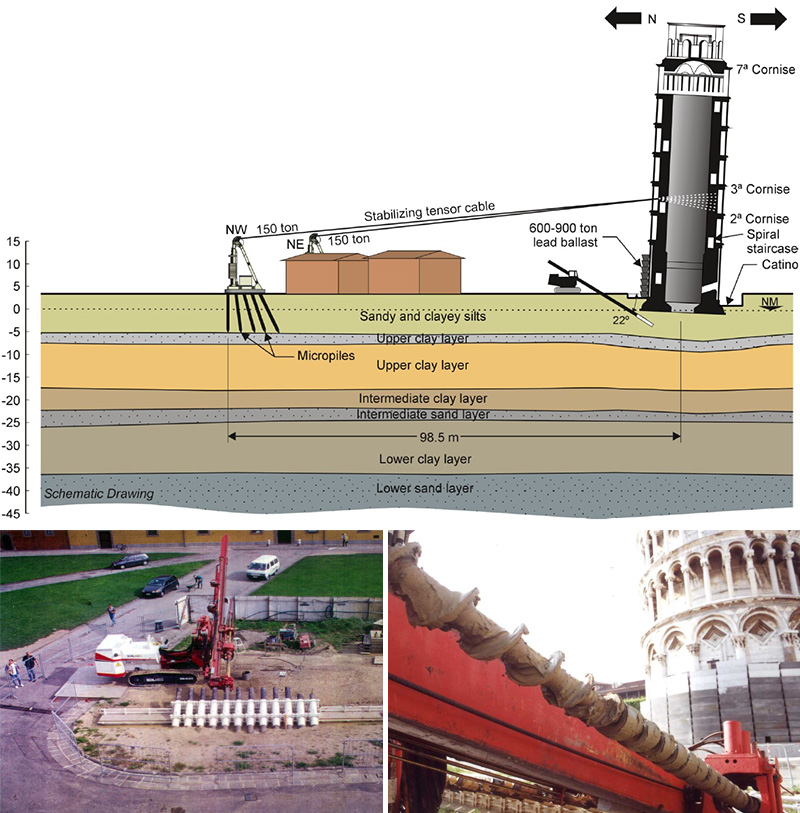 N
S
7ª Cornise
3ª Cornise
2ª Cornise
Spiral
staircase
Catino
NM
Stabilizing tensor cable
NW
150 ton
NE
150 ton
600-900 ton
lead ballast
22º
15
10
5
0
-5
-10
-15
-20
-25
-30
-35
-40
-45
Sandy and clayey silts
Upper clay layer
Micropiles
Upper clay layer
Intermediate clay layer
Intermediate sand layer
98.5 m
Lower clay layer
Schematic Drawing
Lower sand layer